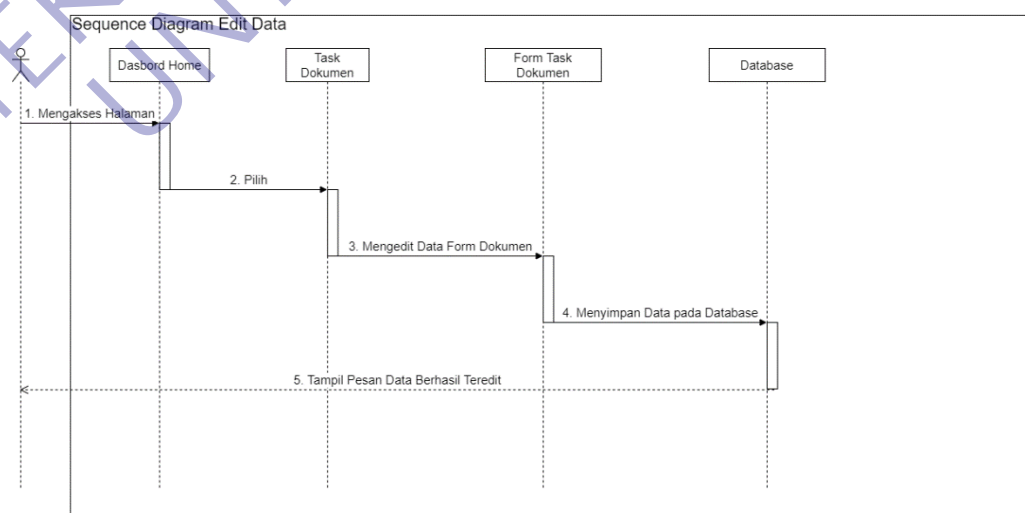 Sequence Diagram Edit Data
Dasbord Home
Task
Dokumen
Form Task
Dokumen
Database
1. Mengakses Halaman
2. Pilih
3. Mengedit Data Form Dokumen
4. Menyimpan Data pada Database
5. Tampil Pesan Data Berhasil Teredit